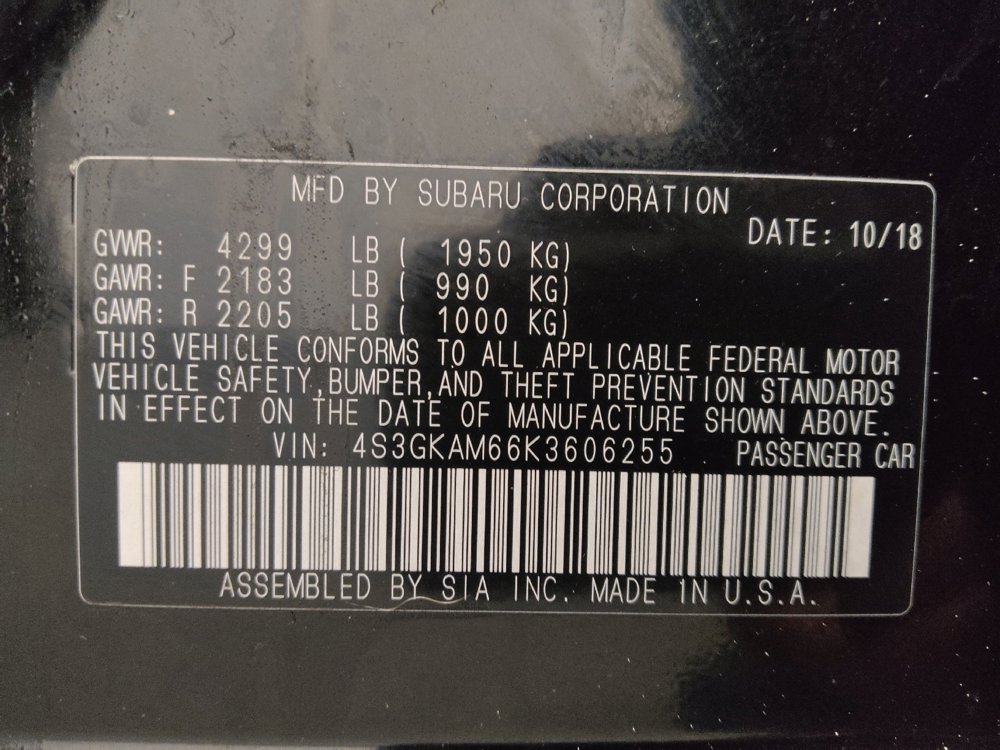 MFD BY SUBARU CORPORATION
DATE: 10/18
GVWR: 4299 LB ( 1950 KG)
GAWR: F 2183 LB ( 990 KG)
GAWR: R 2205 LB ( 1000 KG)
THIS VEHICLE CONFORMS TO ALL APPLICABLE FEDERAL MOTOR
VEHICLE SAFETY,BUMPER,AND THEFT PREVENTION STANDARDS
IN EFFECT ON THE DATE OF MANUFACTURE SHOWN ABOVE.
VIN: 4S3GKAM66K3606255 PASSENGER CAR
ASSEMBLED BY SIA INC. MADE IN U.S.A.